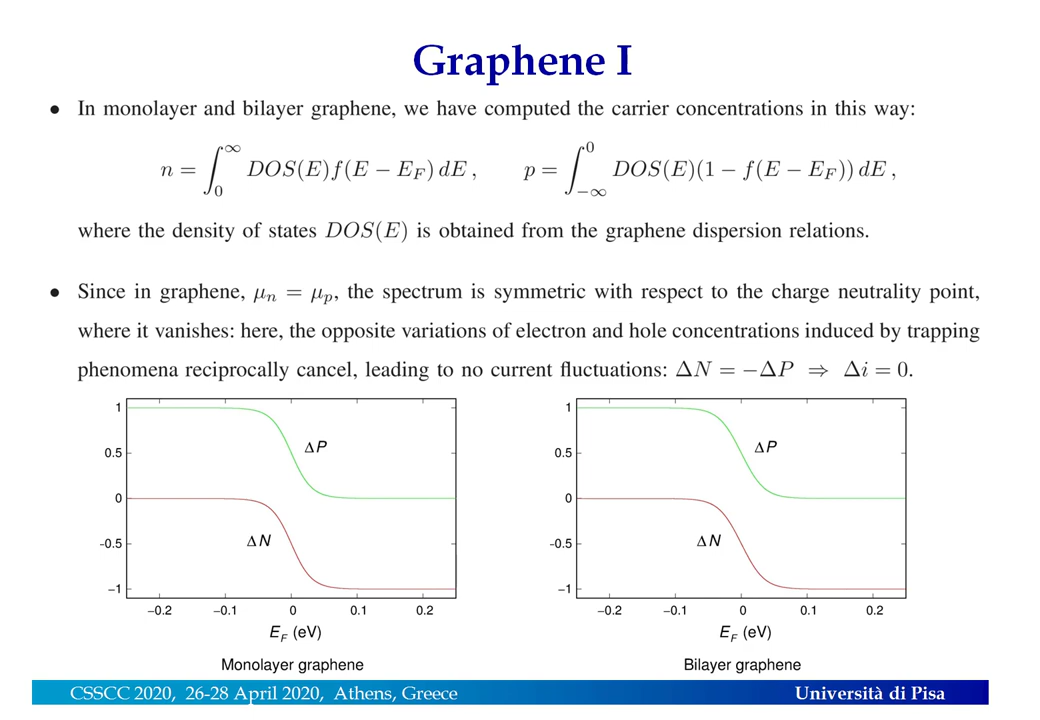 Graphene I
• In monolayer and bilayer graphene, we have computed the carrier concentrations in this way:
n = ∫₀^∞ DOS(E)f(E − E_F) dE ,    p = ∫_{−∞}^0 DOS(E)(1 − f(E − E_F)) dE ,
where the density of states DOS(E) is obtained from the graphene dispersion relations.
• Since in graphene, μ_n = μ_p, the spectrum is symmetric with respect to the charge neutrality point,
where it vanishes: here, the opposite variations of electron and hole concentrations induced by trapping
phenomena reciprocally cancel, leading to no current fluctuations: ΔN = −ΔP ⇒ Δi = 0.
1
0.5
0
-0.5
−1
ΔP
ΔN
−0.2 −0.1 0 0.1 0.2
E_F (eV)
Monolayer graphene
1
0.5
0
-0.5
−1
ΔP
ΔN
−0.2 −0.1 0 0.1 0.2
E_F (eV)
Bilayer graphene
CSSCC 2020, 26-28 April 2020, Athens, Greece
Università di Pisa